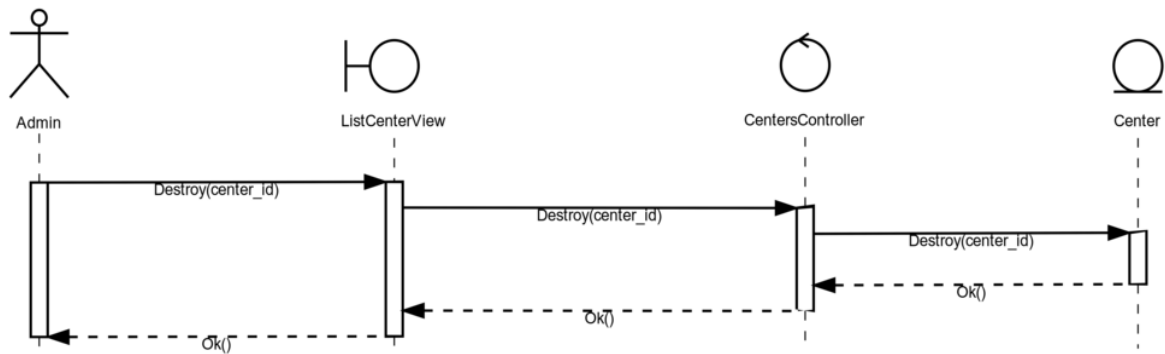 Admin
ListCenterView
CentersController
Center
Destroy(center_id)
Destroy(center_id)
Destroy(center_id)
Ok()
Ok()
Ok()